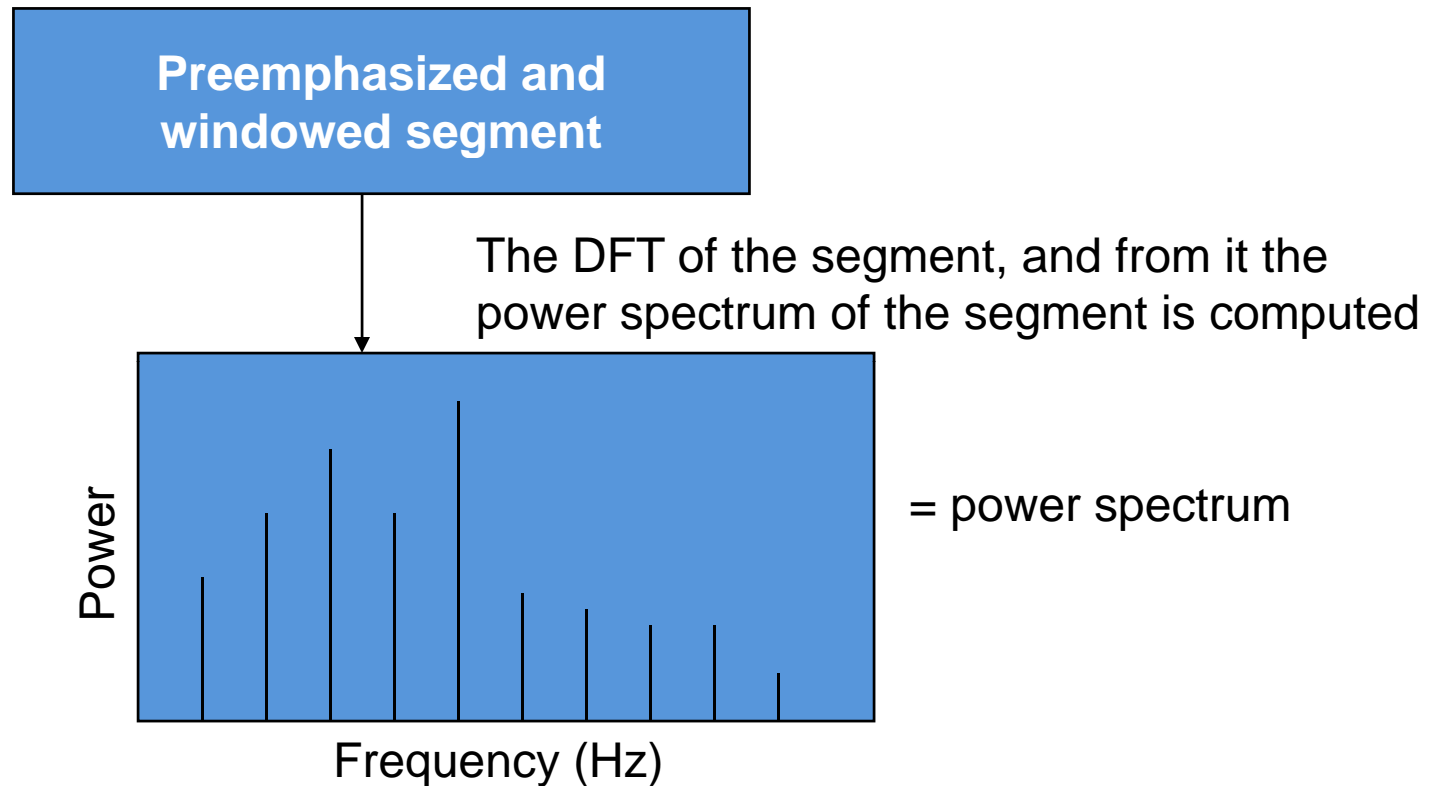 Preemphasized and
windowed segment
The DFT of the segment, and from it the
power spectrum of the segment is computed
Power
= power spectrum
Frequency (Hz)